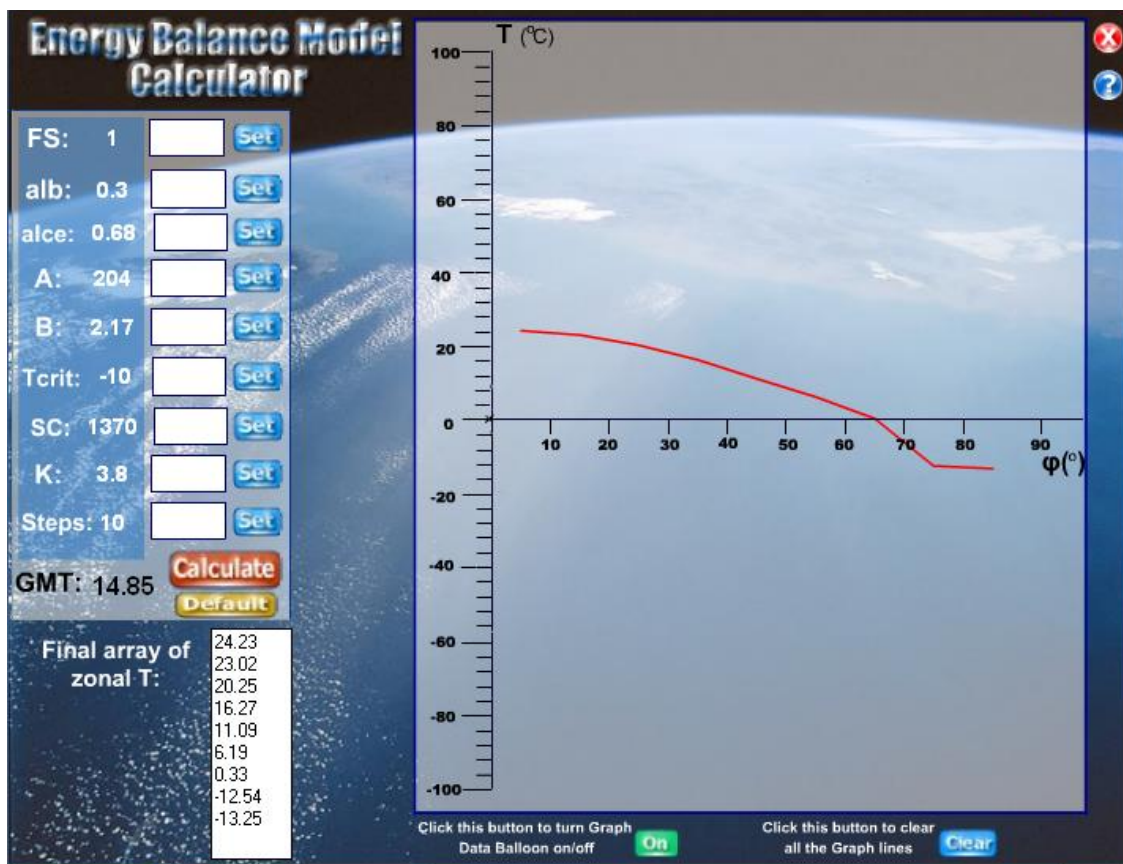 Energy Balance Model
Calculator
FS: 1 Set
alb: 0.3 Set
alce: 0.68 Set
A: 204 Set
B: 2.17 Set
Tcrit: -10 Set
SC: 1370 Set
K: 3.8 Set
Steps: 10 Set
GMT: 14.85
Calculate
Default
Final array of
zonal T:
24.23
23.02
20.25
16.27
11.09
6.19
0.33
-12.54
-13.25
T (°C)
100
80
60
40
20
0
-20
-40
-60
-80
-100
10 20 30 40 50 60 70 80 90
φ(°)
X
?
Click this button to turn Graph
Data Balloon on/off On
Click this button to clear
all the Graph lines Clear